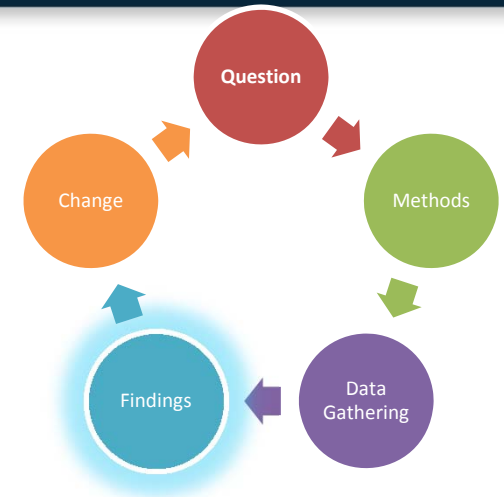 Question
Methods
Data
Gathering
Findings
Change